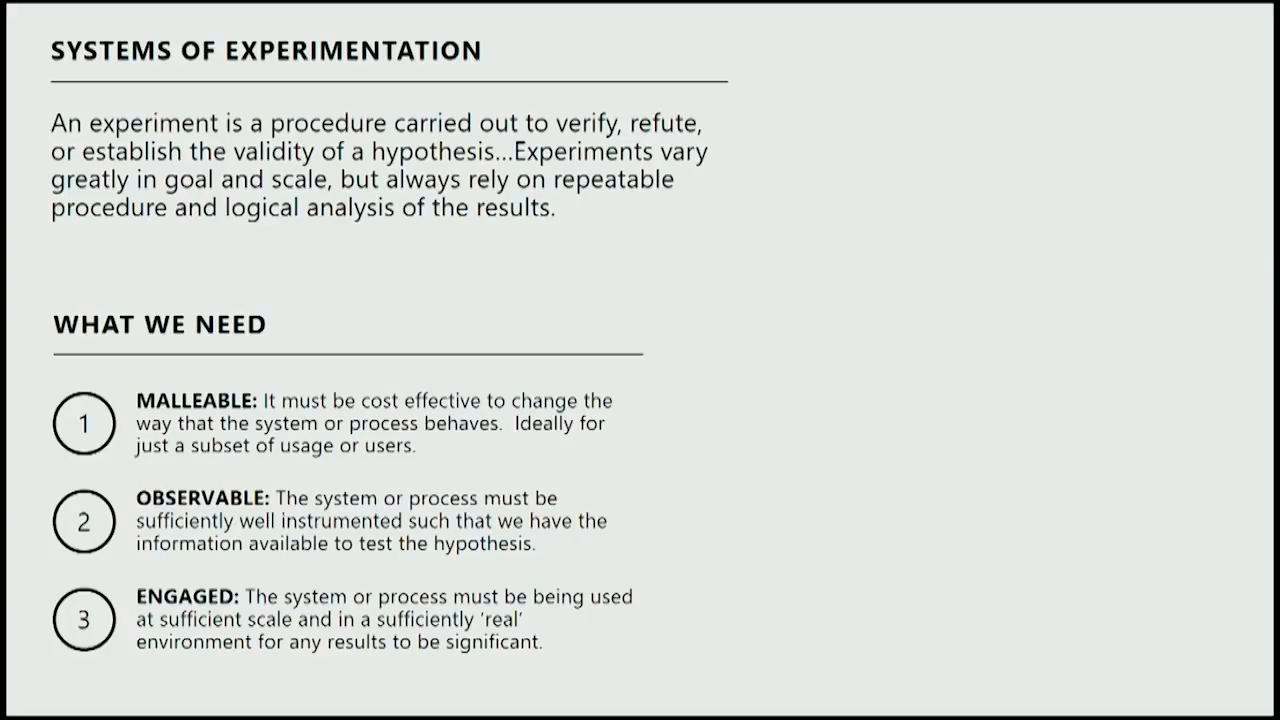 SYSTEMS OF EXPERIMENTATION
An experiment is a procedure carried out to verify, refute,
or establish the validity of a hypothesis...Experiments vary
greatly in goal and scale, but always rely on repeatable
procedure and logical analysis of the results.
WHAT WE NEED
1
MALLEABLE: It must be cost effective to change the
way that the system or process behaves.  Ideally for
just a subset of usage or users.
2
OBSERVABLE: The system or process must be
sufficiently well instrumented such that we have the
information available to test the hypothesis.
3
ENGAGED: The system or process must be being used
at sufficient scale and in a sufficiently ‘real’
environment for any results to be significant.